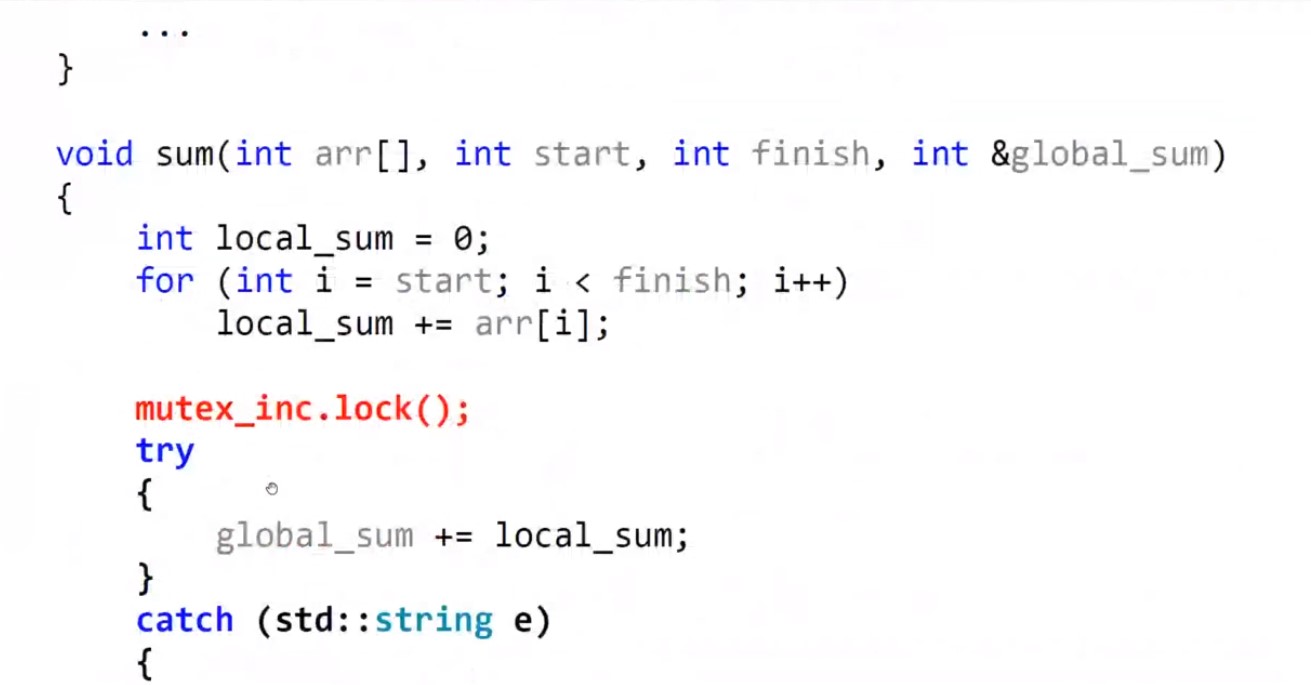 ...
}
void sum(int arr[], int start, int finish, int &global_sum)
{
int local_sum = 0;
for (int i = start; i < finish; i++)
local_sum += arr[i];
mutex_inc.lock();
try
{
global_sum += local_sum;
}
catch (std::string e)
{